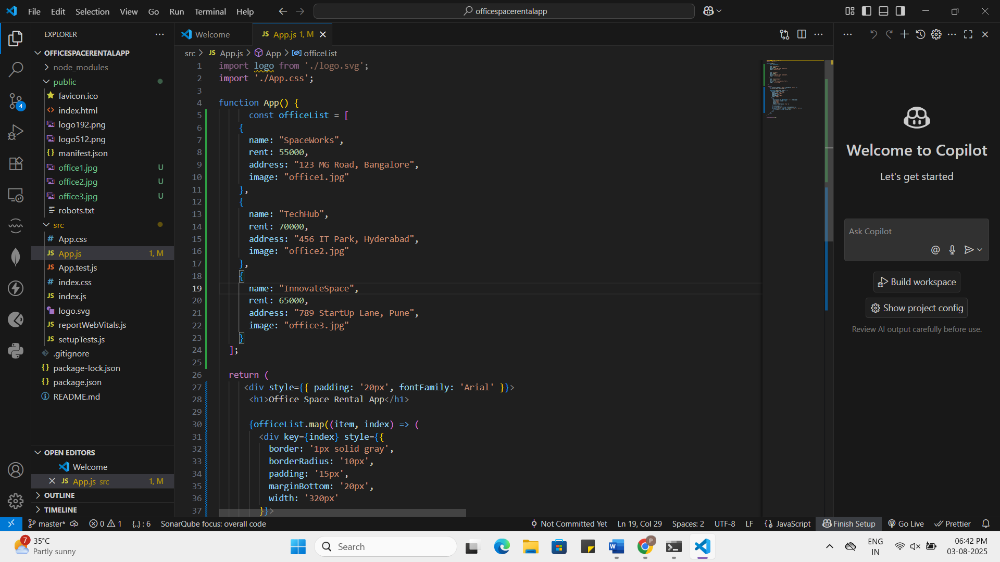 File Edit Selection View Go Run Terminal Help
officespacerentalapp
EXPLORER
OFFICESPACERENTALAPP
node_modules
public
favicon.ico
index.html
logo192.png
logo512.png
manifest.json
office1.jpg U
office2.jpg U
office3.jpg U
robots.txt
src
App.css
App.js 1, M
App.test.js
index.css
index.js
logo.svg
reportWebVitals.js
setupTests.js
.gitignore
package-lock.json
package.json
README.md
OPEN EDITORS
Welcome
App.js src 1, M
OUTLINE
TIMELINE
4
Welcome
JS App.js 1, M
src > JS App.js > App > officeList
1 import logo from './logo.svg';
2 import './App.css';
3
4 function App() {
5 const officeList = [
6 {
7 name: "SpaceWorks",
8 rent: 55000,
9 address: "123 MG Road, Bangalore",
10 image: "office1.jpg"
11 },
12 {
13 name: "TechHub",
14 rent: 70000,
15 address: "456 IT Park, Hyderabad",
16 image: "office2.jpg"
17 },
18 {
19 name: "InnovateSpace",
20 rent: 65000,
21 address: "789 StartUp Lane, Pune",
22 image: "office3.jpg"
23 }
24 ];
25
26 return (
27 <div style={{ padding: '20px', fontFamily: 'Arial' }}>
28 <h1>Office Space Rental App</h1>
29
30 {officeList.map((item, index) => (
31 <div key={index} style={{
32 border: '1px solid gray',
33 borderRadius: '10px',
34 padding: '15px',
35 marginBottom: '20px',
36 width: '320px'
37 }}>
Welcome to Copilot
Let's get started
Ask Copilot
Build workspace
Show project config
Review AI output carefully before use.
master* 0 1 {..} : 6 SonarQube focus: overall code
Not Committed Yet Ln 19, Col 29 Spaces: 2 UTF-8 LF JavaScript Finish Setup Go Live Prettier
7
35°C
Partly sunny
Search
P
ENG
IN
06:42 PM
03-08-2025